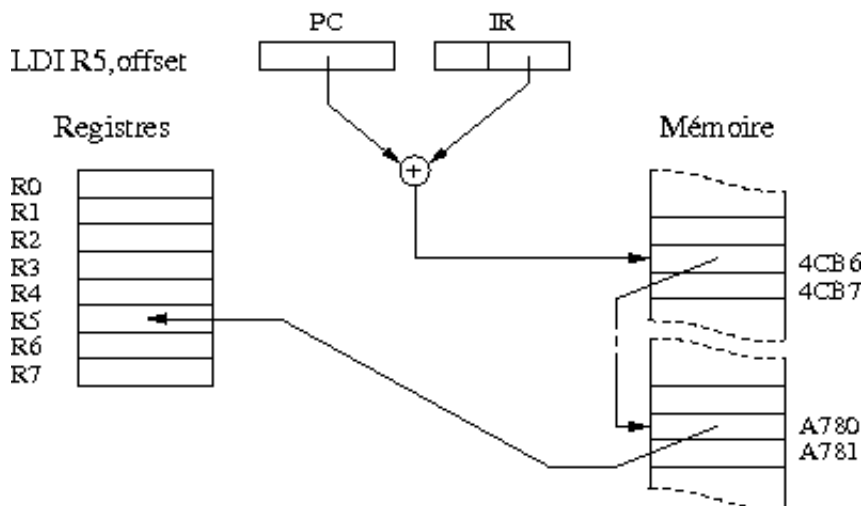 PC
IR
LDI R5,offset
Registres
Mémoire
+
R0
R1
R2
R3
R4
R5
R6
R7
4CB6
4CB7
A780
A781